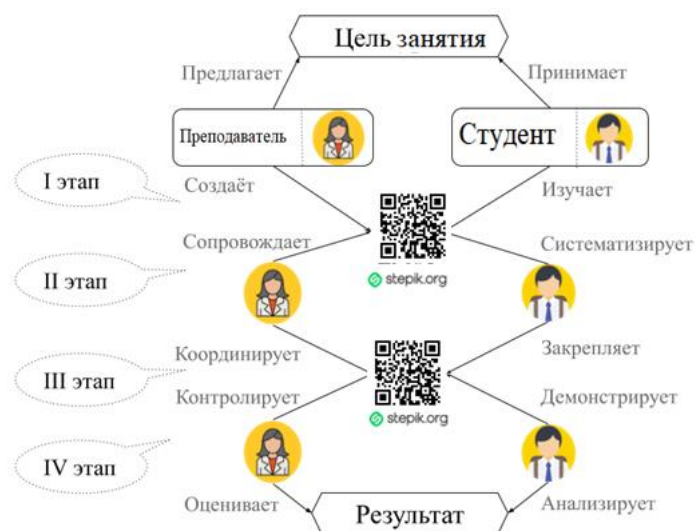 Цель занятия
Предлагает
Принимает
Преподаватель
Студент
I этап
Создаёт
Изучает
Сопровождает
Систематизирует
II этап
stepik.org
Координирует
Закрепляет
III этап
Контролирует
Демонстрирует
stepik.org
IV этап
Оценивает
Результат
Анализирует